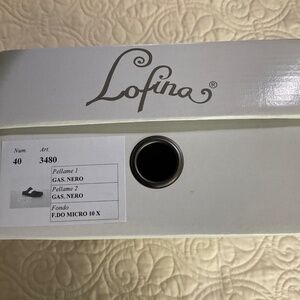 Lofina®
Num. Art.
40 3480
Pellame 1
GAS. NERO
Pellame 2
GAS. NERO
Fondo
F.DO MICRO 10 X